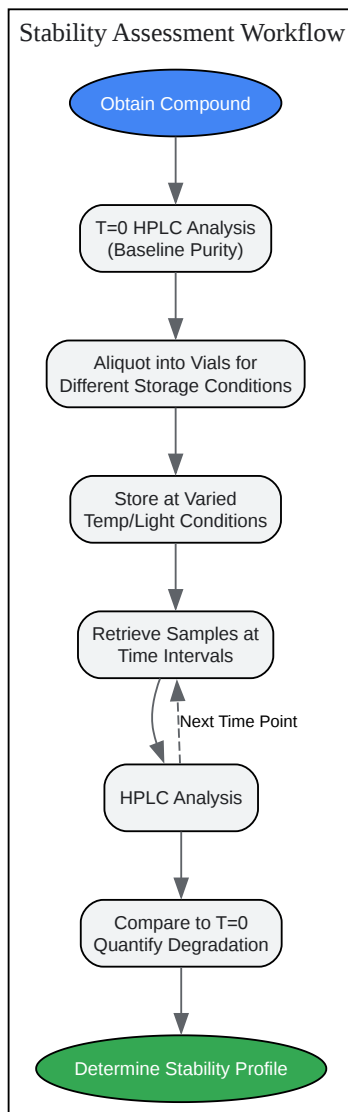 Stability Assessment Workflow
Obtain Compound
T=0 HPLC Analysis
(Baseline Purity)
Aliquot into Vials for
Different Storage Conditions
Store at Varied
Temp/Light Conditions
Retrieve Samples at
Time Intervals
Next Time Point
HPLC Analysis
Compare to T=0
Quantify Degradation
Determine Stability Profile